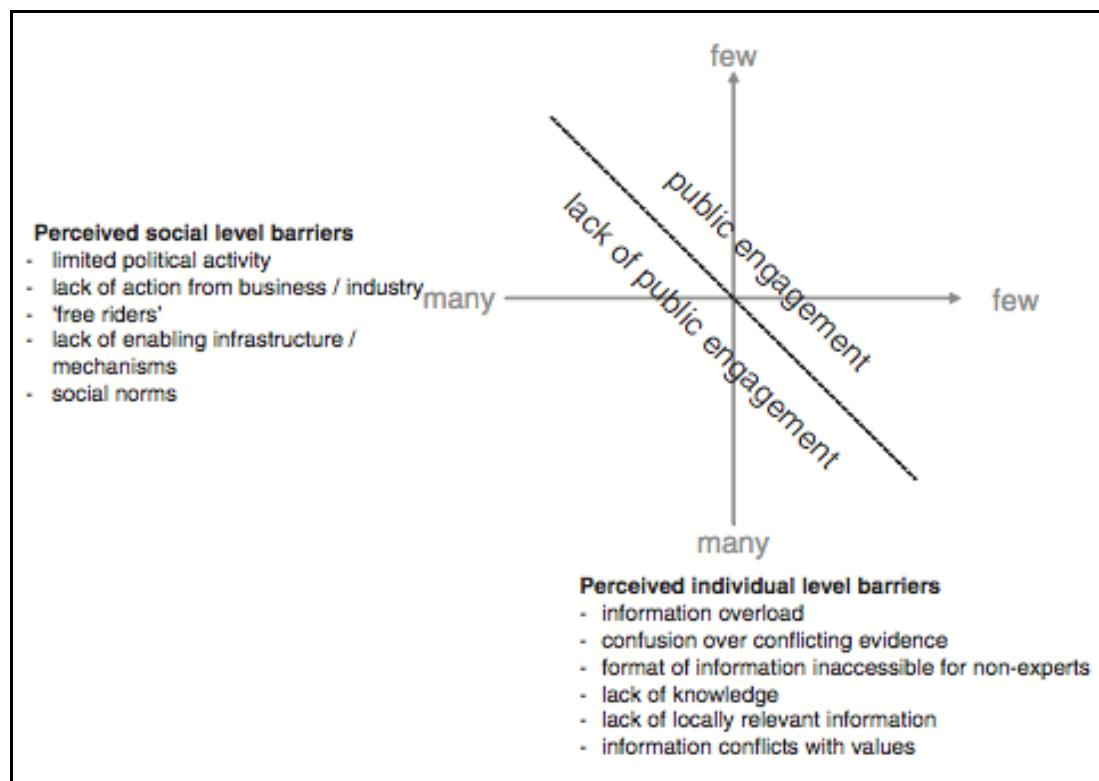 few
public engagement
lack of public engagement
Perceived social level barriers
- limited political activity
- lack of action from business / industry
- 'free riders'
- lack of enabling infrastructure /
mechanisms
- social norms
many
few
many
Perceived individual level barriers
- information overload
- confusion over conflicting evidence
- format of information inaccessible for non-experts
- lack of knowledge
- lack of locally relevant information
- information conflicts with values